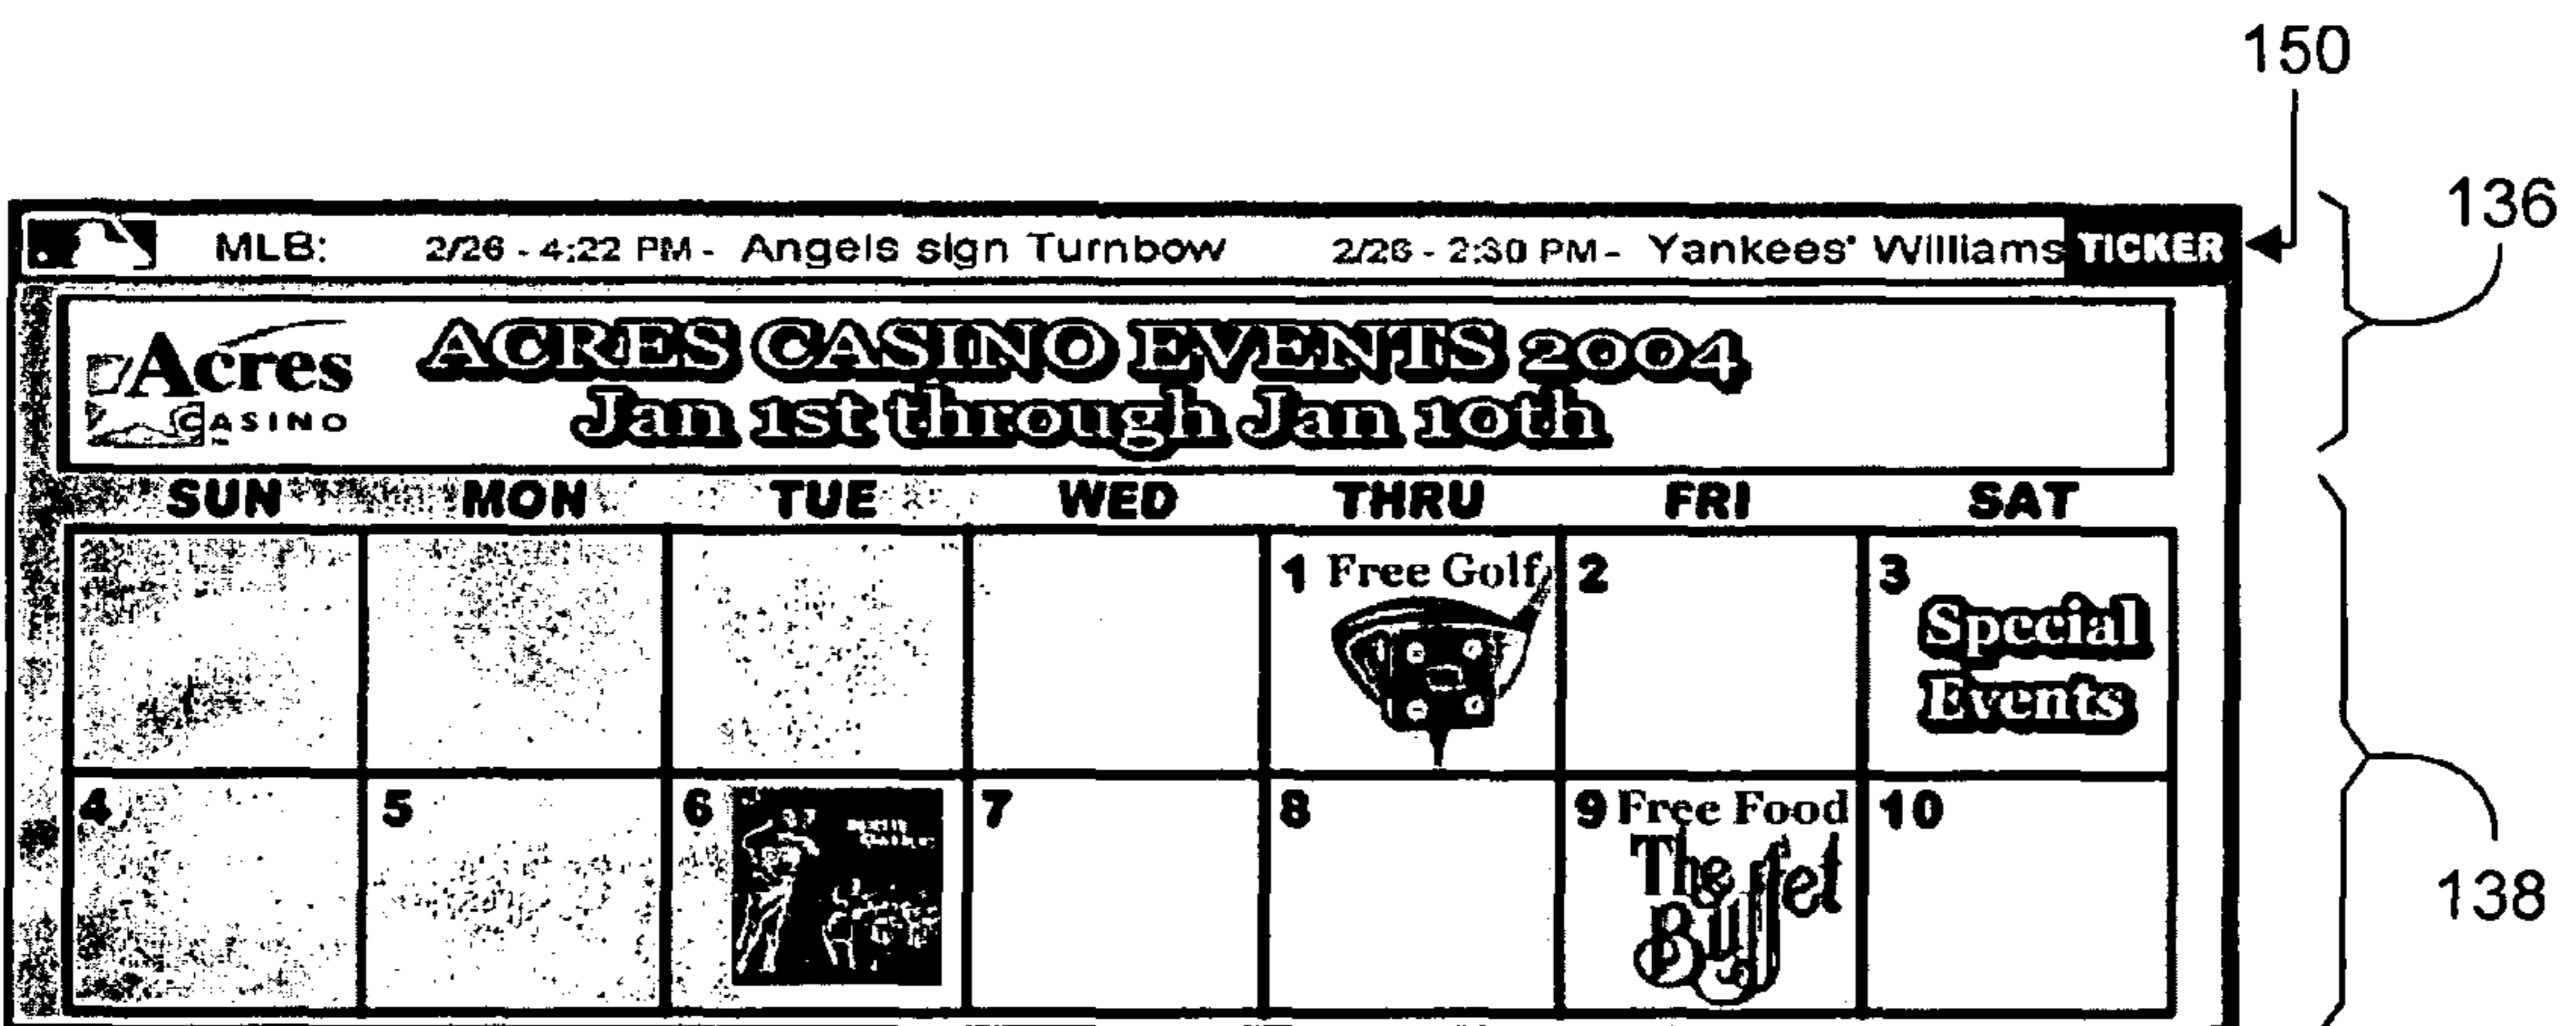 150
136
MLB: 2/26 - 4:22 PM - Angels sign Turnbow 2/26 - 2:30 PM - Yankees' Williams TICKER
Acres
CASINO
ACRES CASINO EVENTS 2004
Jan 1st through Jan 10th
SUN MON TUE WED THRU FRI SAT
1 Free Golf 2 3
Special
Events
4 5 6 7 8 9 Free Food 10
The
Buffet
138